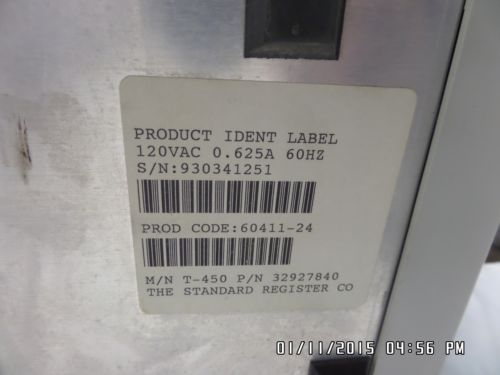 PRODUCT IDENT LABEL
120VAC 0.625A 60HZ
S/N:930341251
PROD CODE:60411-24
M/N T-450 P/N 32927840
THE STANDARD REGISTER CO
01/11/2015 04:56 PM